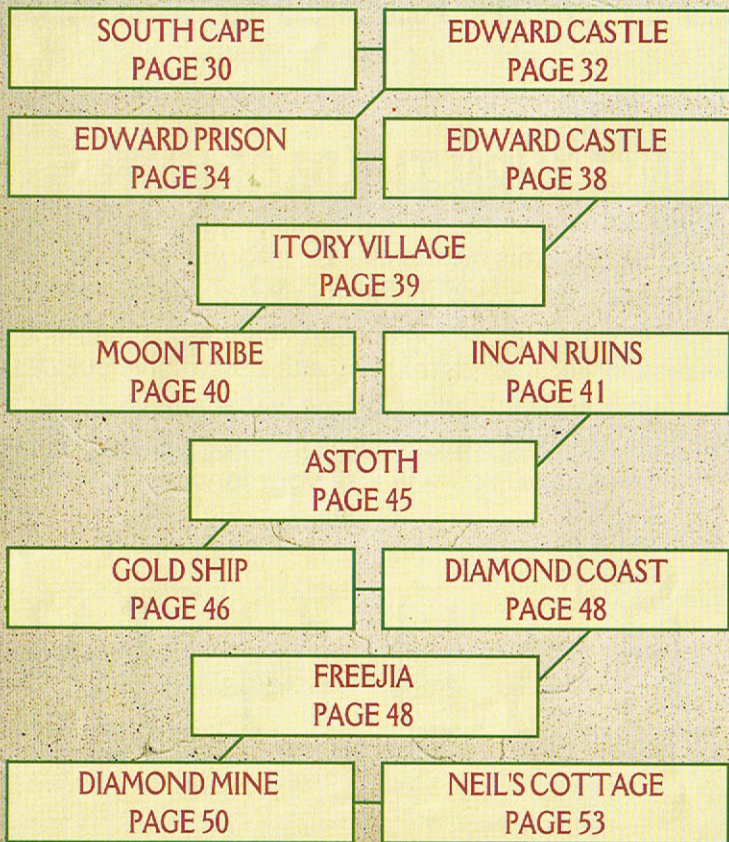 SOUTH CAPE
PAGE 30
EDWARD CASTLE
PAGE 32
EDWARD PRISON
PAGE 34
EDWARD CASTLE
PAGE 38
ITORY VILLAGE
PAGE 39
MOON TRIBE
PAGE 40
INCAN RUINS
PAGE 41
ASTOTH
PAGE 45
GOLD SHIP
PAGE 46
DIAMOND COAST
PAGE 48
FREEJIA
PAGE 48
DIAMOND MINE
PAGE 50
NEIL'S COTTAGE
PAGE 53